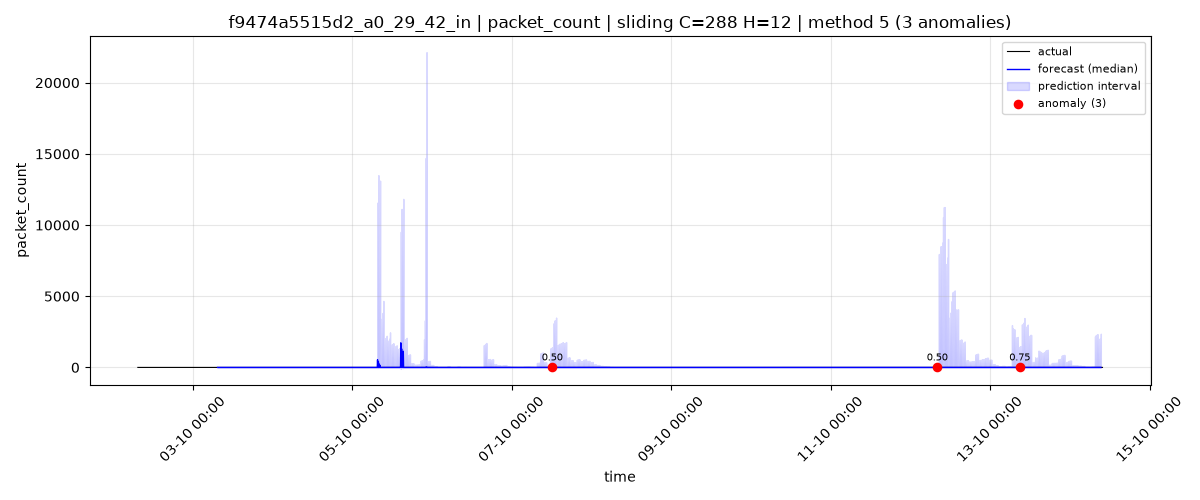 f9474a5515d2_a0_29_42_in | packet_count | sliding C=288 H=12 | method 5 (3 anomalies)
actual
forecast (median)
prediction interval
anomaly (3)
packet_count
20000
15000
10000
5000
0
0.50
0.50
0.75
03-10 00:00
05-10 00:00
07-10 00:00
09-10 00:00
11-10 00:00
13-10 00:00
15-10 00:00
time